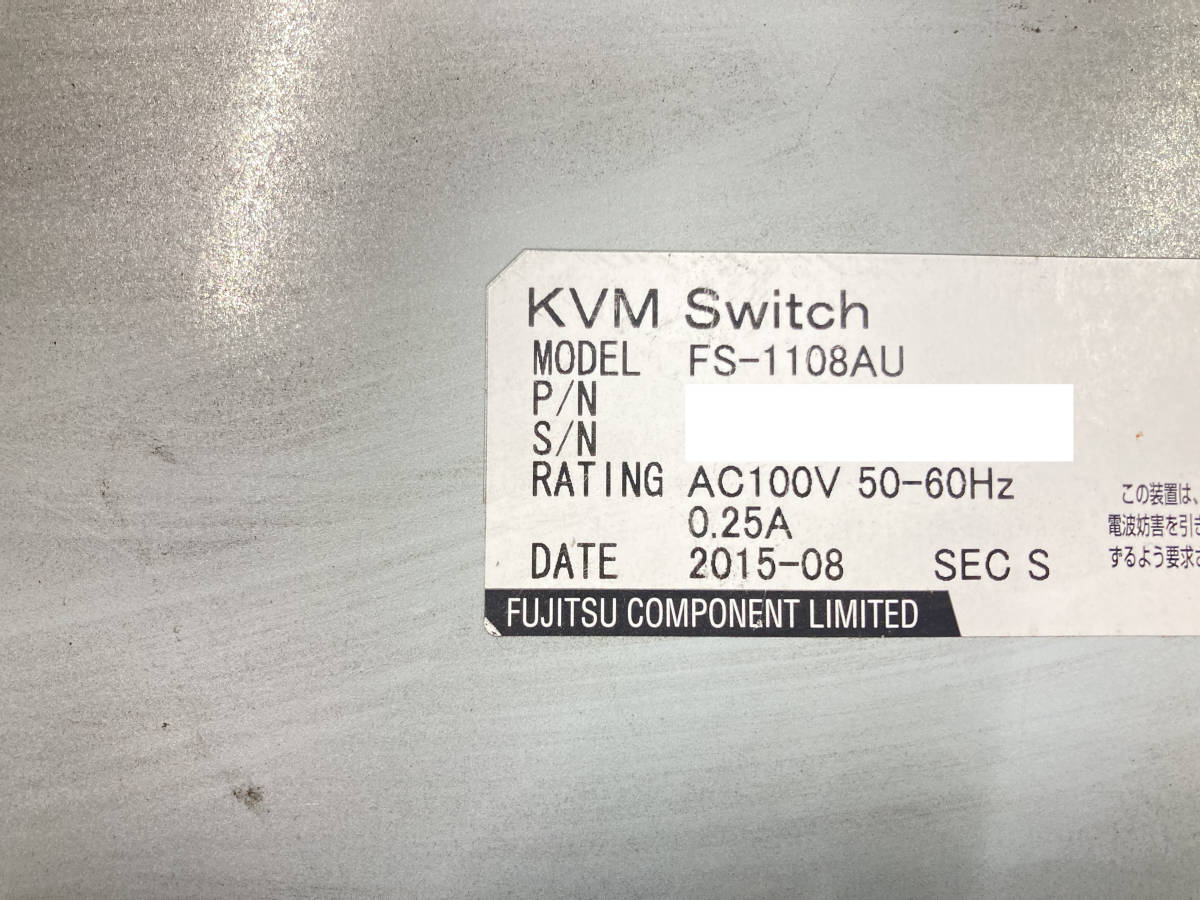 KVM Switch
MODEL FS-1108AU
P/N
S/N
RATING AC100V 50-60Hz
0.25A
DATE 2015-08 SEC S
FUJITSU COMPONENT LIMITED
この装置は、
電波妨害を引き
するよう要求さ